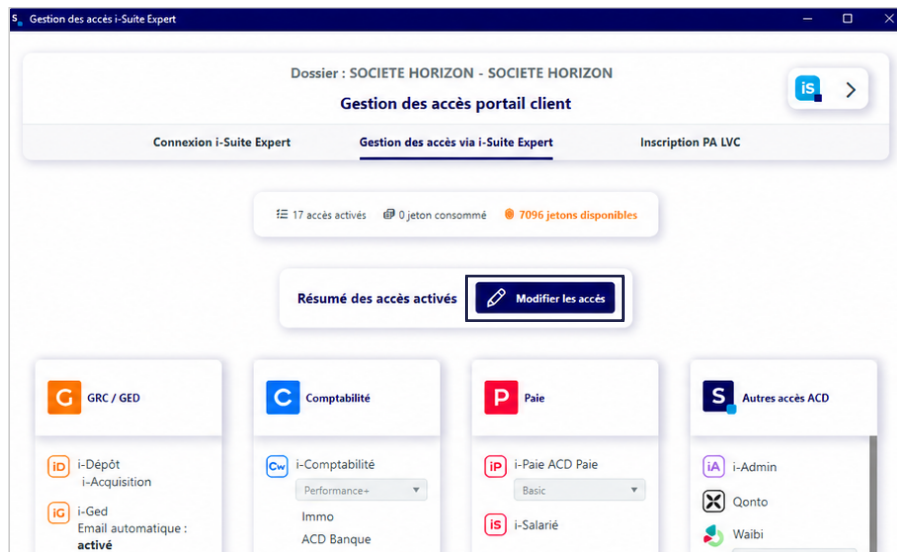 S Gestion des accès i-Suite Expert
Dossier : SOCIETE HORIZON - SOCIETE HORIZON
Gestion des accès portail client
iS
Connexion i-Suite Expert Gestion des accès via i-Suite Expert Inscription PA LVC
17 accès activés 0 jeton consommé 7096 jetons disponibles
Résumé des accès activés Modifier les accès
G GRC / GED
iD i-Dépôt
i-Acquisition
iG i-Ged
Email automatique :
activé
C Comptabilité
Cw i-Comptabilité
Performance+
Immo
ACD Banque
P Paie
iP i-Paie ACD Paie
Basic
iS i-Salarié
S Autres accès ACD
iA i-Admin
Qonto
Waibi